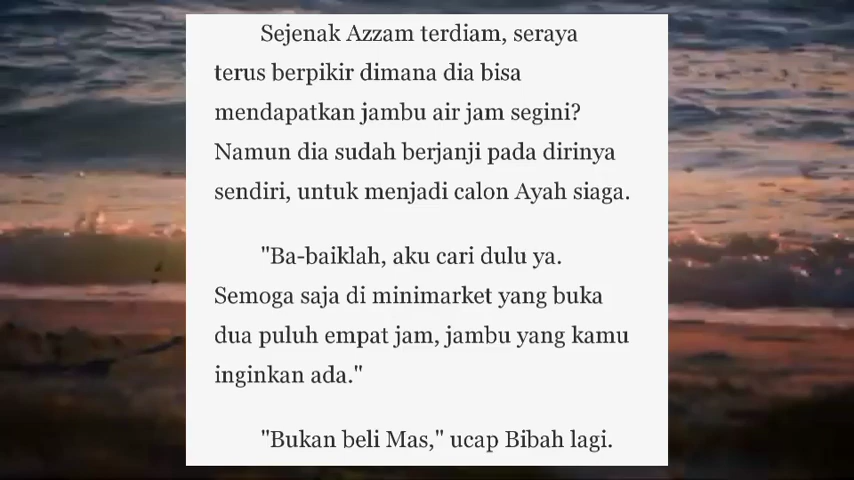 Sejenak Azzam terdiam, seraya
terus berpikir dimana dia bisa
mendapatkan jambu air jam segini?
Namun dia sudah berjanji pada dirinya
sendiri, untuk menjadi calon Ayah siaga.
"Ba-baiklah, aku cari dulu ya.
Semoga saja di minimarket yang buka
dua puluh empat jam, jambu yang kamu
inginkan ada."
"Bukan beli Mas," ucap Bibah lagi.